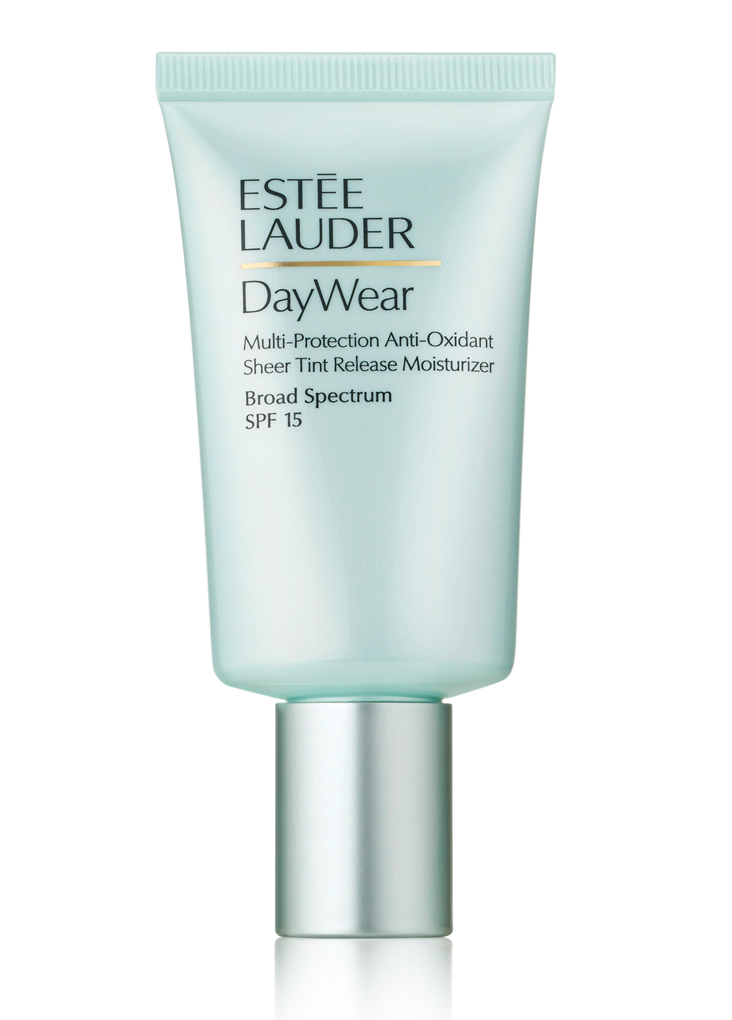 ESTĒE
LAUDER
DayWear
Multi-Protection Anti-Oxidant
Sheer Tint Release Moisturizer
Broad Spectrum
SPF 15